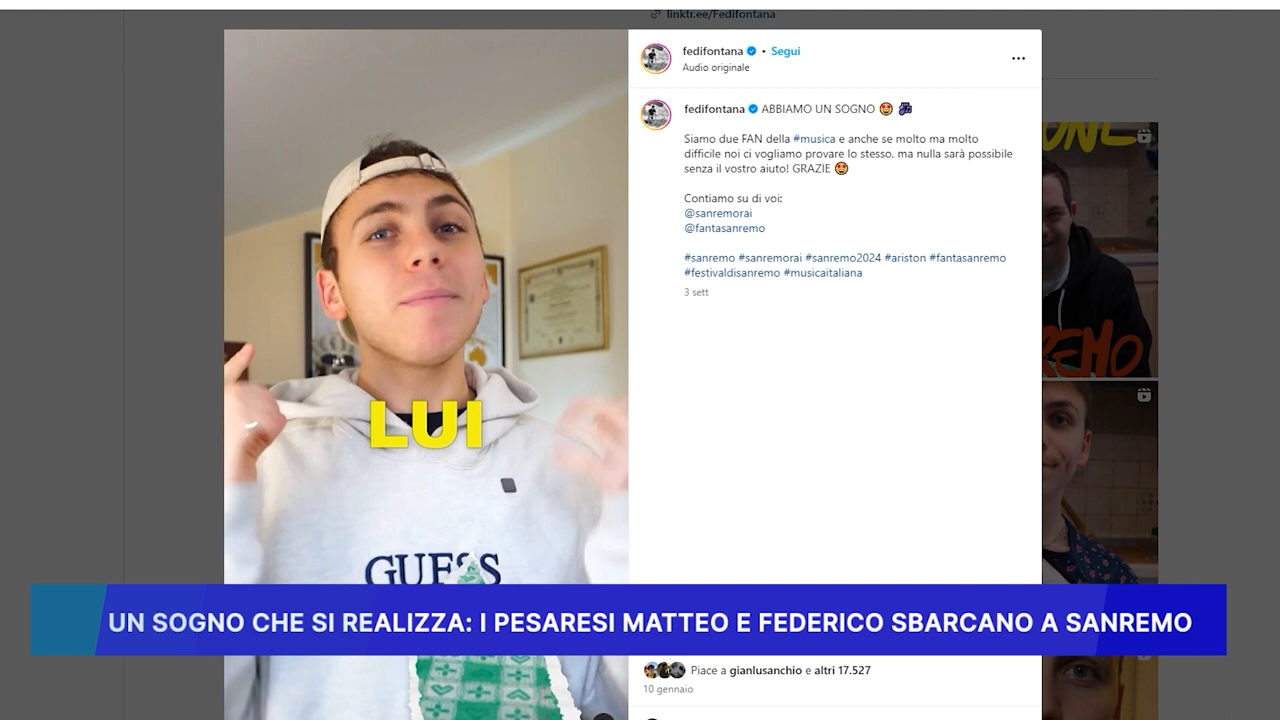 linktr.ee/Fedifontana
fedifontana • Segui
Audio originale
fedifontana ABBIAMO UN SOGNO
Siamo due FAN della #musica e anche se molto ma molto
difficile noi ci vogliamo provare lo stesso, ma nulla sarà possibile
senza il vostro aiuto! GRAZIE
Contiamo su di voi:
@sanremorai
@fantasanremo
#sanremo #sanremorai #sanremo2024 #ariston #fantasanremo
#festivaldisanremo #musicaitaliana
3 sett
LUI
GUESS
UN SOGNO CHE SI REALIZZA: I PESARESI MATTEO E FEDERICO SBARCANO A SANREMO
Piace a gianlusanchio e altri 17.527
10 gennaio